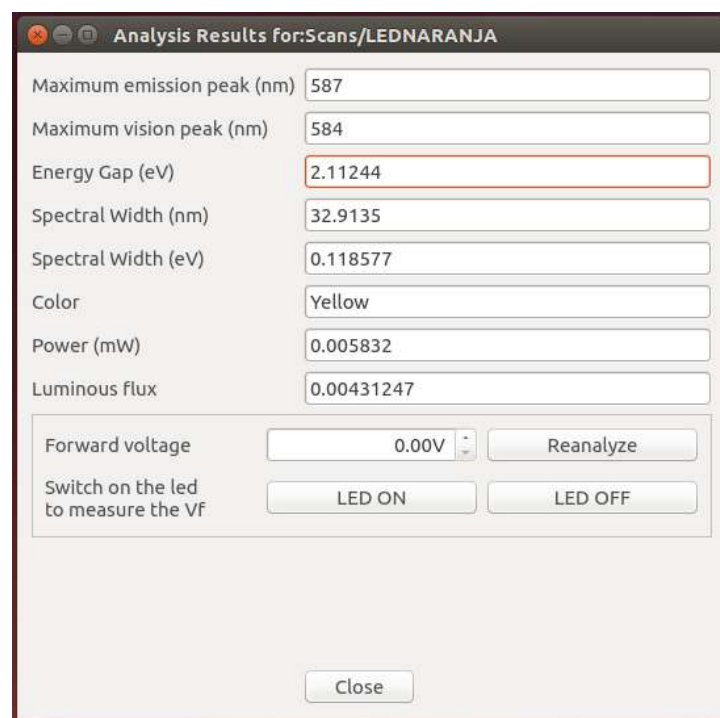 Analysis Results for:Scans/LEDNARANJA
Maximum emission peak (nm) 587
Maximum vision peak (nm) 584
Energy Gap (eV) 2.11244
Spectral Width (nm) 32.9135
Spectral Width (eV) 0.118577
Color Yellow
Power (mW) 0.005832
Luminous flux 0.00431247
Forward voltage 0.00V Reanalyze
Switch on the led
to measure the Vf LED ON LED OFF
Close